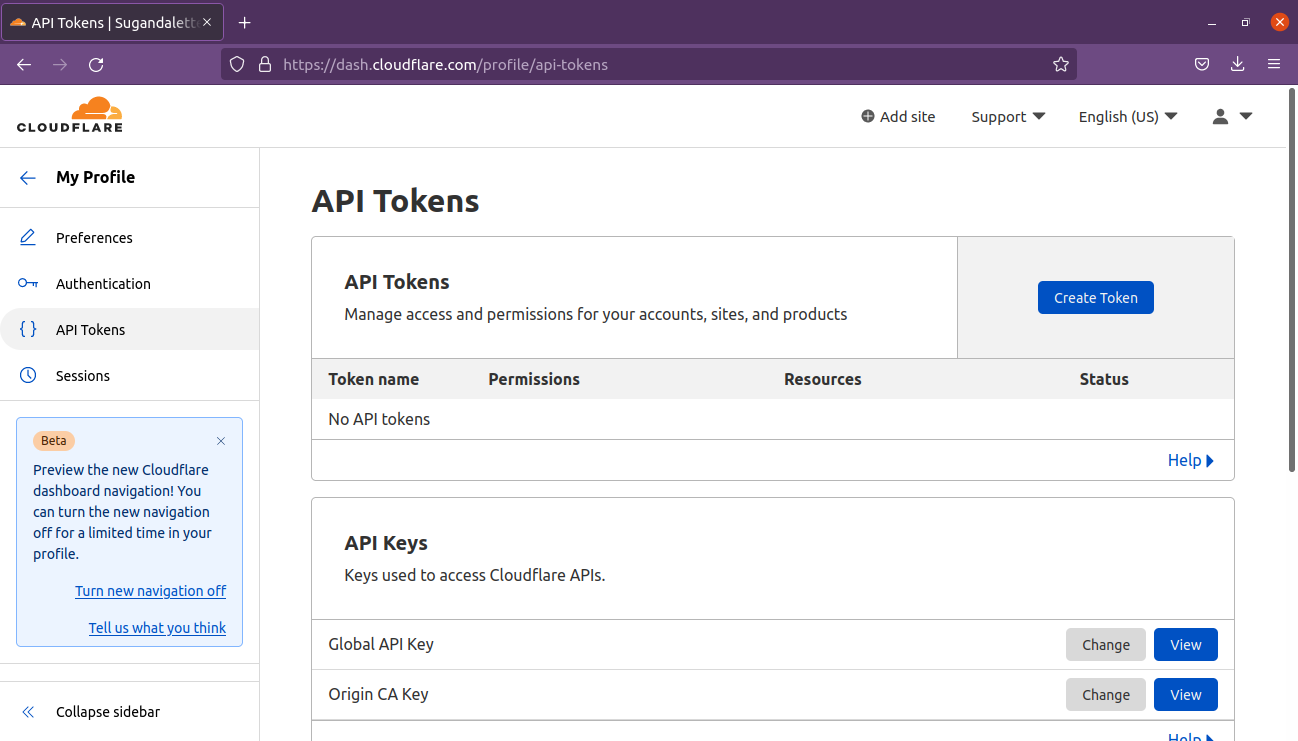 API Tokens | Sugandalett
https://dash.cloudflare.com/profile/api-tokens
CLOUDFLARE
Add site
Support
English (US)
My Profile
Preferences
Authentication
API Tokens
Sessions
Beta
Preview the new Cloudflare
dashboard navigation! You
can turn the new navigation
off for a limited time in your
profile.
Turn new navigation off
Tell us what you think
Collapse sidebar
API Tokens
API Tokens
Manage access and permissions for your accounts, sites, and products
Create Token
Token name Permissions Resources Status
No API tokens
Help
API Keys
Keys used to access Cloudflare APIs.
Global API Key Change View
Origin CA Key Change View
Help